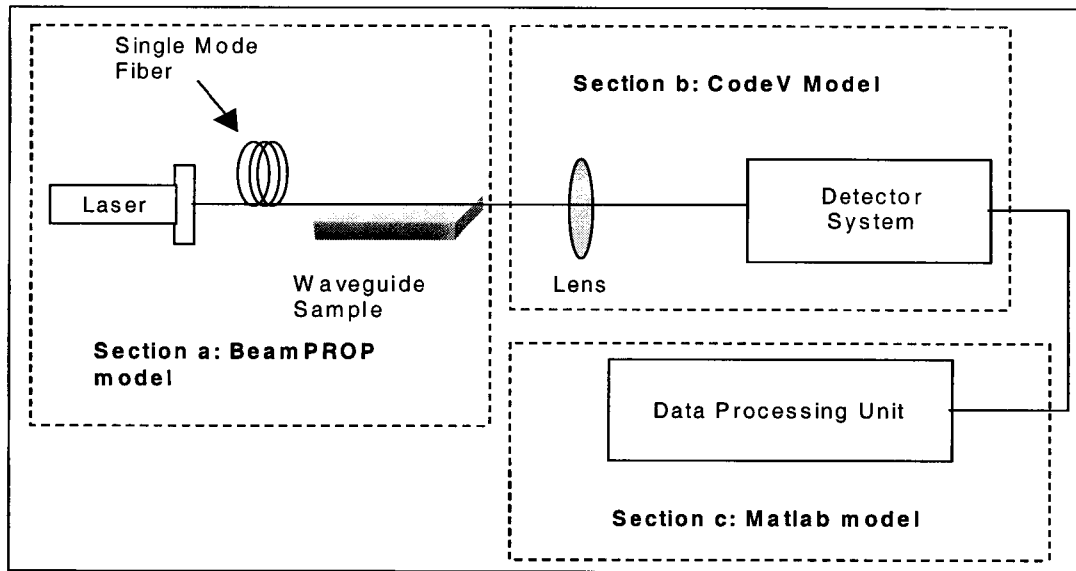 Single Mode
Fiber
Laser
Waveguide
Sample
Section a: BeamPROP
model
Section b: CodeV Model
Lens
Detector
System
Data Processing Unit
Section c: Matlab model